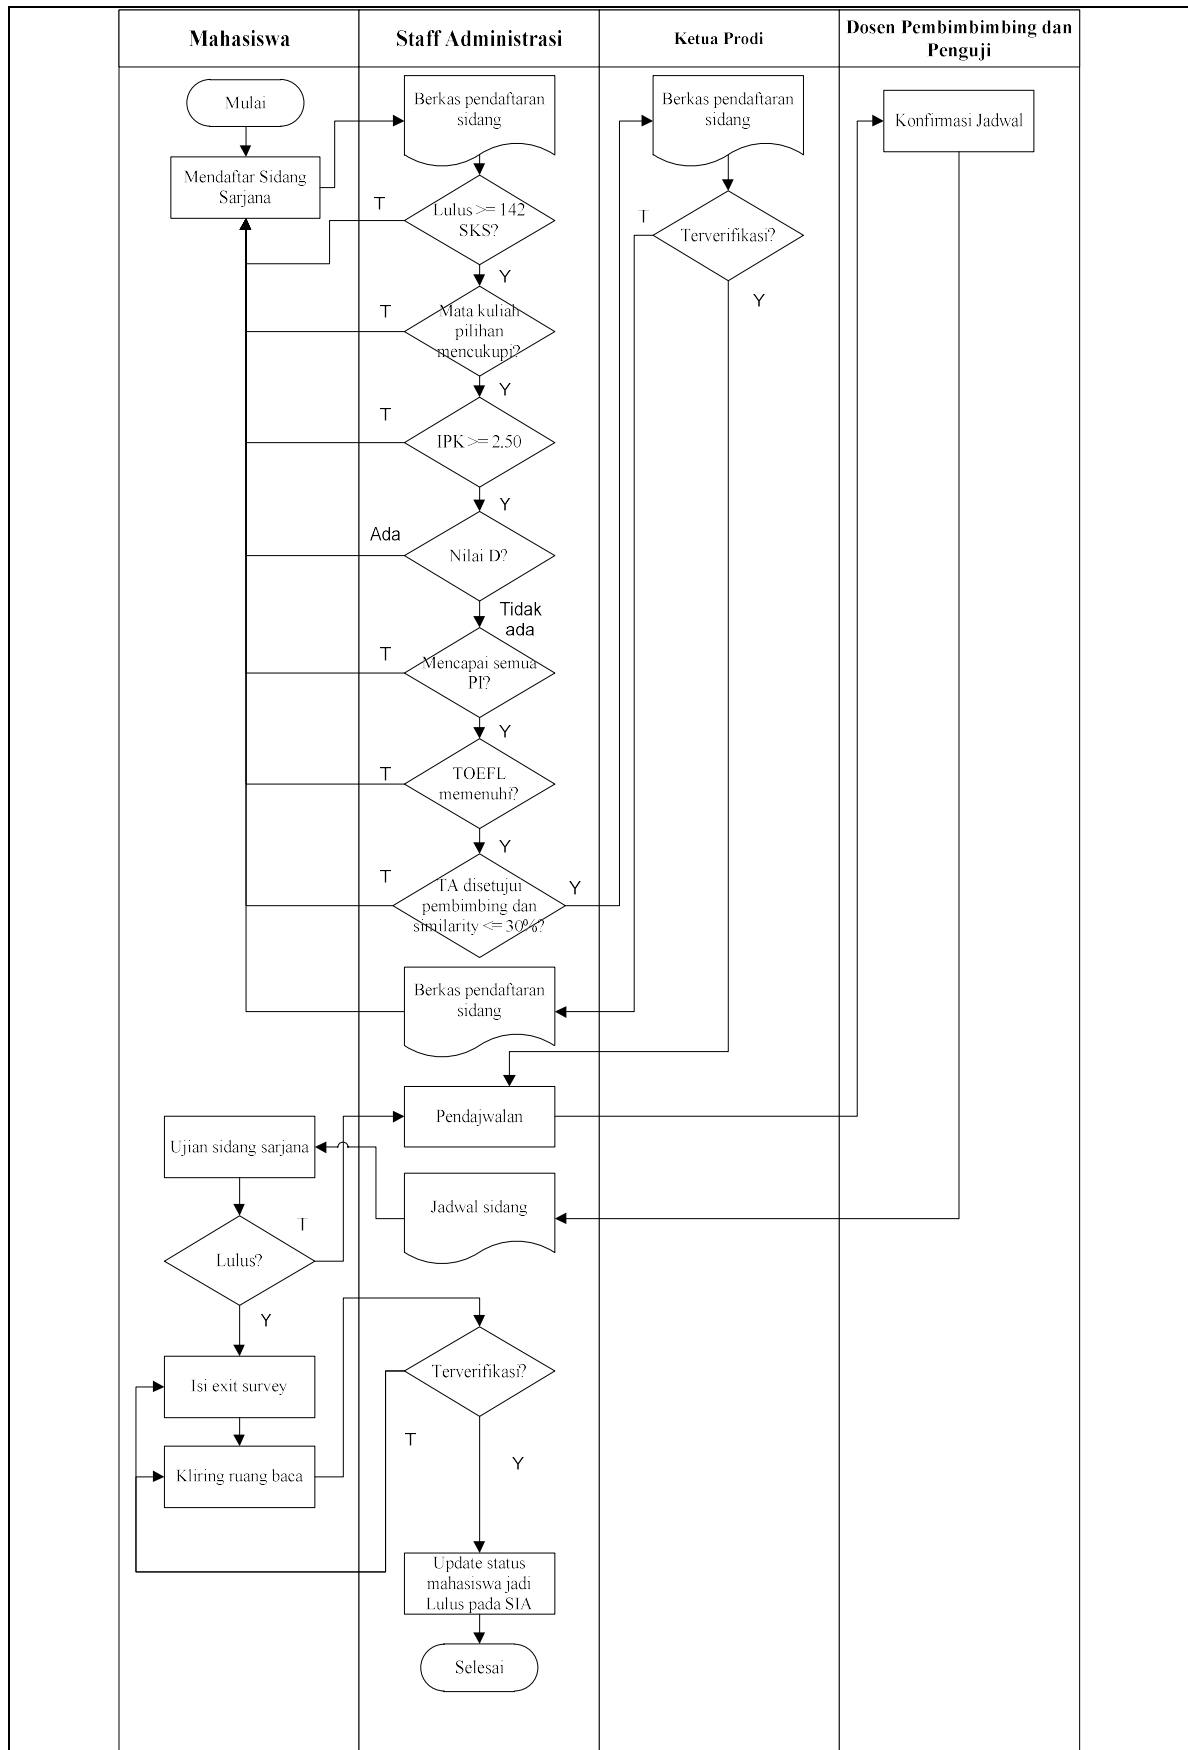 Mahasiswa
Staff Administrasi
Ketua Prodi
Dosen Pembimbimbing dan
Penguji
Mulai
Berkas pendaftaran
sidang
Berkas pendaftaran
sidang
Konfirmasi Jadwal
Mendaftar Sidang
Sarjana
T
Lulus >= 142
SKS?
T
Terverifikasi?
Y
Y
T
Mata kuliah
pilihan
mencukupi?
Y
T
IPK >= 2.50
Y
Ada
Nilai D?
Tidak
ada
T
Mencapai semua
PI?
Y
T
TOEFL
memenuhi?
Y
T
TA disetujui
pembimbing dan
similarity <= 30%?
Y
Berkas pendaftaran
sidang
Pendajwalan
Ujian sidang sarjana
Jadwal sidang
T
Lulus?
Y
Terverifikasi?
Isi exit survey
T
Y
Kliring ruang baca
Update status
mahasiswa jadi
Lulus pada SIA
Selesai